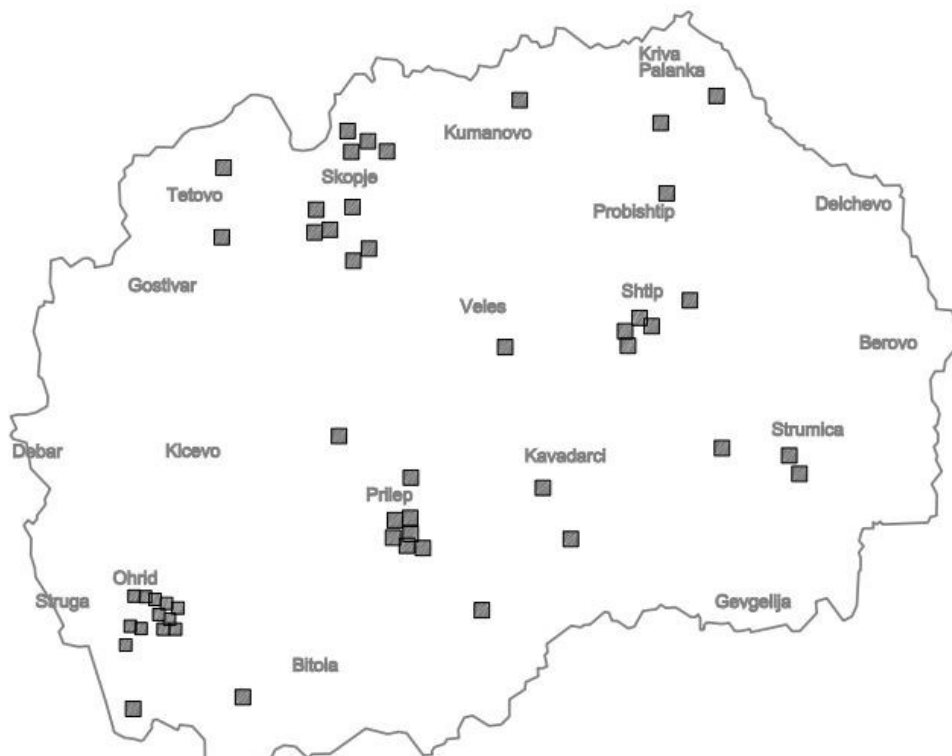 Kriva
Palanka
Kumanovo
Skopje
Tetovo
Probishtip
Delchevo
Gostivar
Shtip
Veles
Berovo
Strumica
Debar
Kicevo
Kavadarci
Prilep
Ohrid
Struga
Gevgelija
Bitola